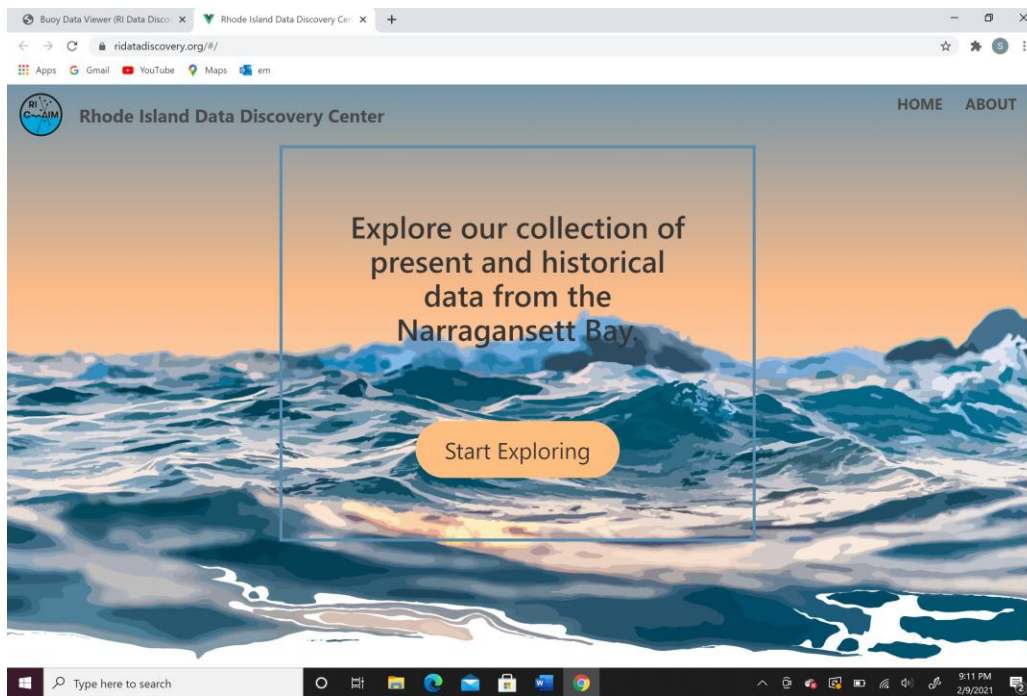 Buoy Data Viewer (RI Data Disco
Rhode Island Data Discovery Cen
ridatadiscovery.org/#/
S
Apps Gmail YouTube Maps em
RI
C AIM
Rhode Island Data Discovery Center
HOME ABOUT
Explore our collection of
present and historical
data from the
Narragansett Bay.
Start Exploring
Type here to search
9:11 PM
2/9/2021